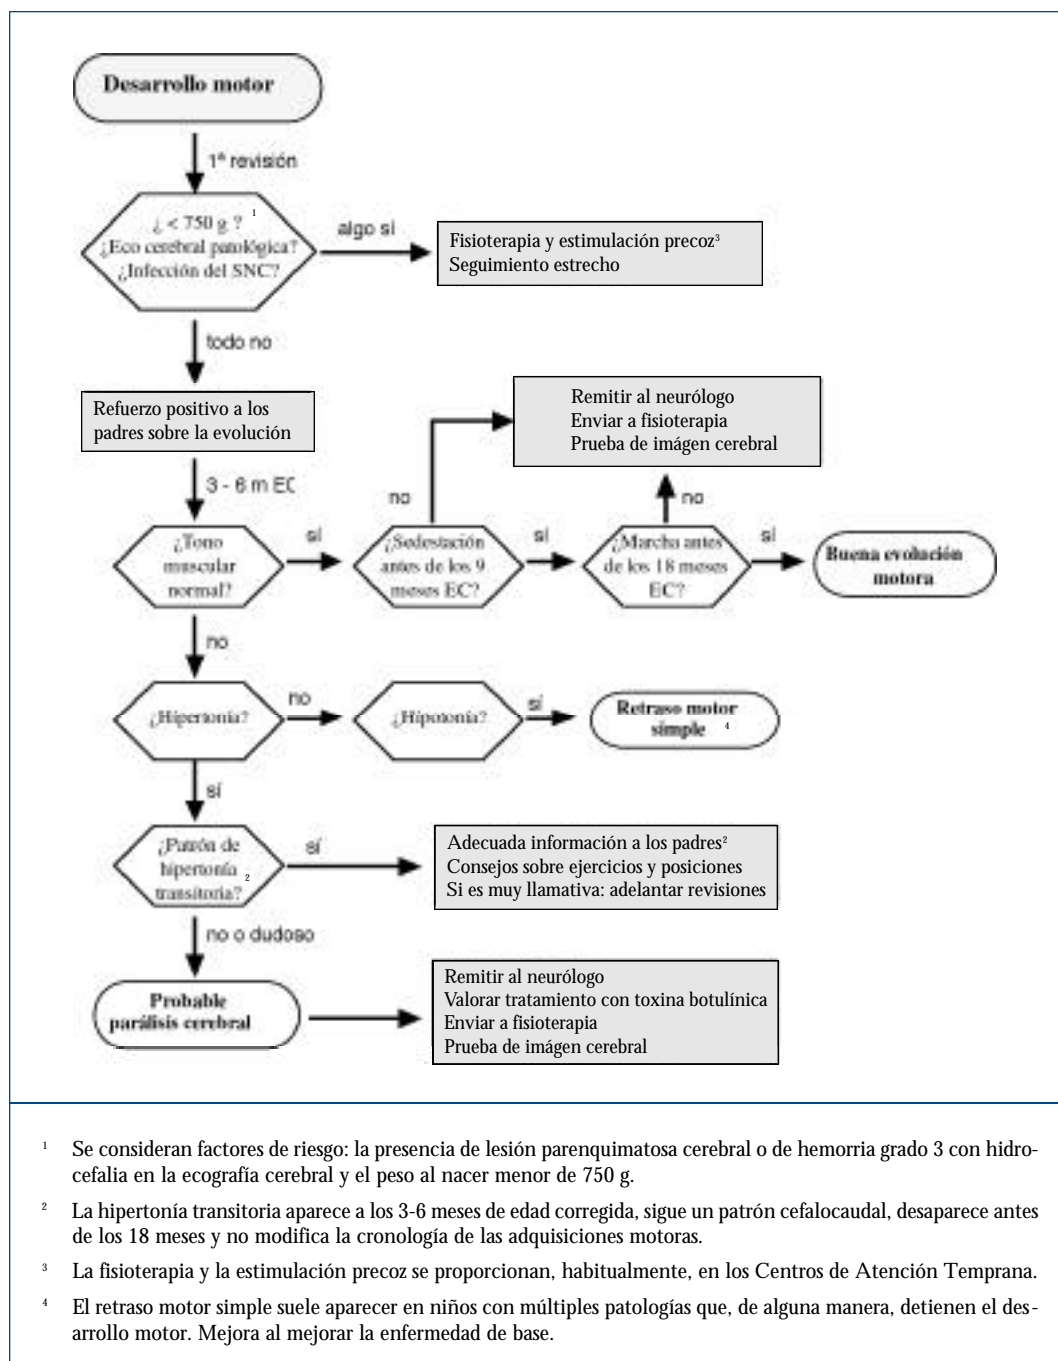 Desarrollo motor
1ª revisión
¿ < 750 g ? 1
¿Eco cerebral patológica?
¿Infección del SNC?
algo sí
Fisioterapia y estimulación precoz3
Seguimiento estrecho
todo no
Refuerzo positivo a los
padres sobre la evolución
Remitir al neurólogo
Enviar a fisioterapia
Prueba de imágen cerebral
3 - 6 m EC
no
no
¿Tono
muscular
normal?
sí
¿Sedestación
antes de los 9
meses EC?
sí
¿Marcha antes
de los 18 meses
EC?
sí
Buena evolución
motora
no
¿Hipertonía?
no
¿Hipotonía?
sí
Retraso motor
simple 4
sí
¿Patrón de
hipertonía
transitoria? 2
sí
Adecuada información a los padres2
Consejos sobre ejercicios y posiciones
Si es muy llamativa: adelantar revisiones
no o dudoso
Probable
parálisis cerebral
Remitir al neurólogo
Valorar tratamiento con toxina botulínica
Enviar a fisioterapia
Prueba de imágen cerebral
1 Se consideran factores de riesgo: la presencia de lesión parenquimatosa cerebral o de hemorria grado 3 con hidro-
cefalia en la ecografía cerebral y el peso al nacer menor de 750 g.
2 La hipertonía transitoria aparece a los 3-6 meses de edad corregida, sigue un patrón cefalocaudal, desaparece antes
de los 18 meses y no modifica la cronología de las adquisiciones motoras.
3 La fisioterapia y la estimulación precoz se proporcionan, habitualmente, en los Centros de Atención Temprana.
4 El retraso motor simple suele aparecer en niños con múltiples patologías que, de alguna manera, detienen el des-
arrollo motor. Mejora al mejorar la enfermedad de base.